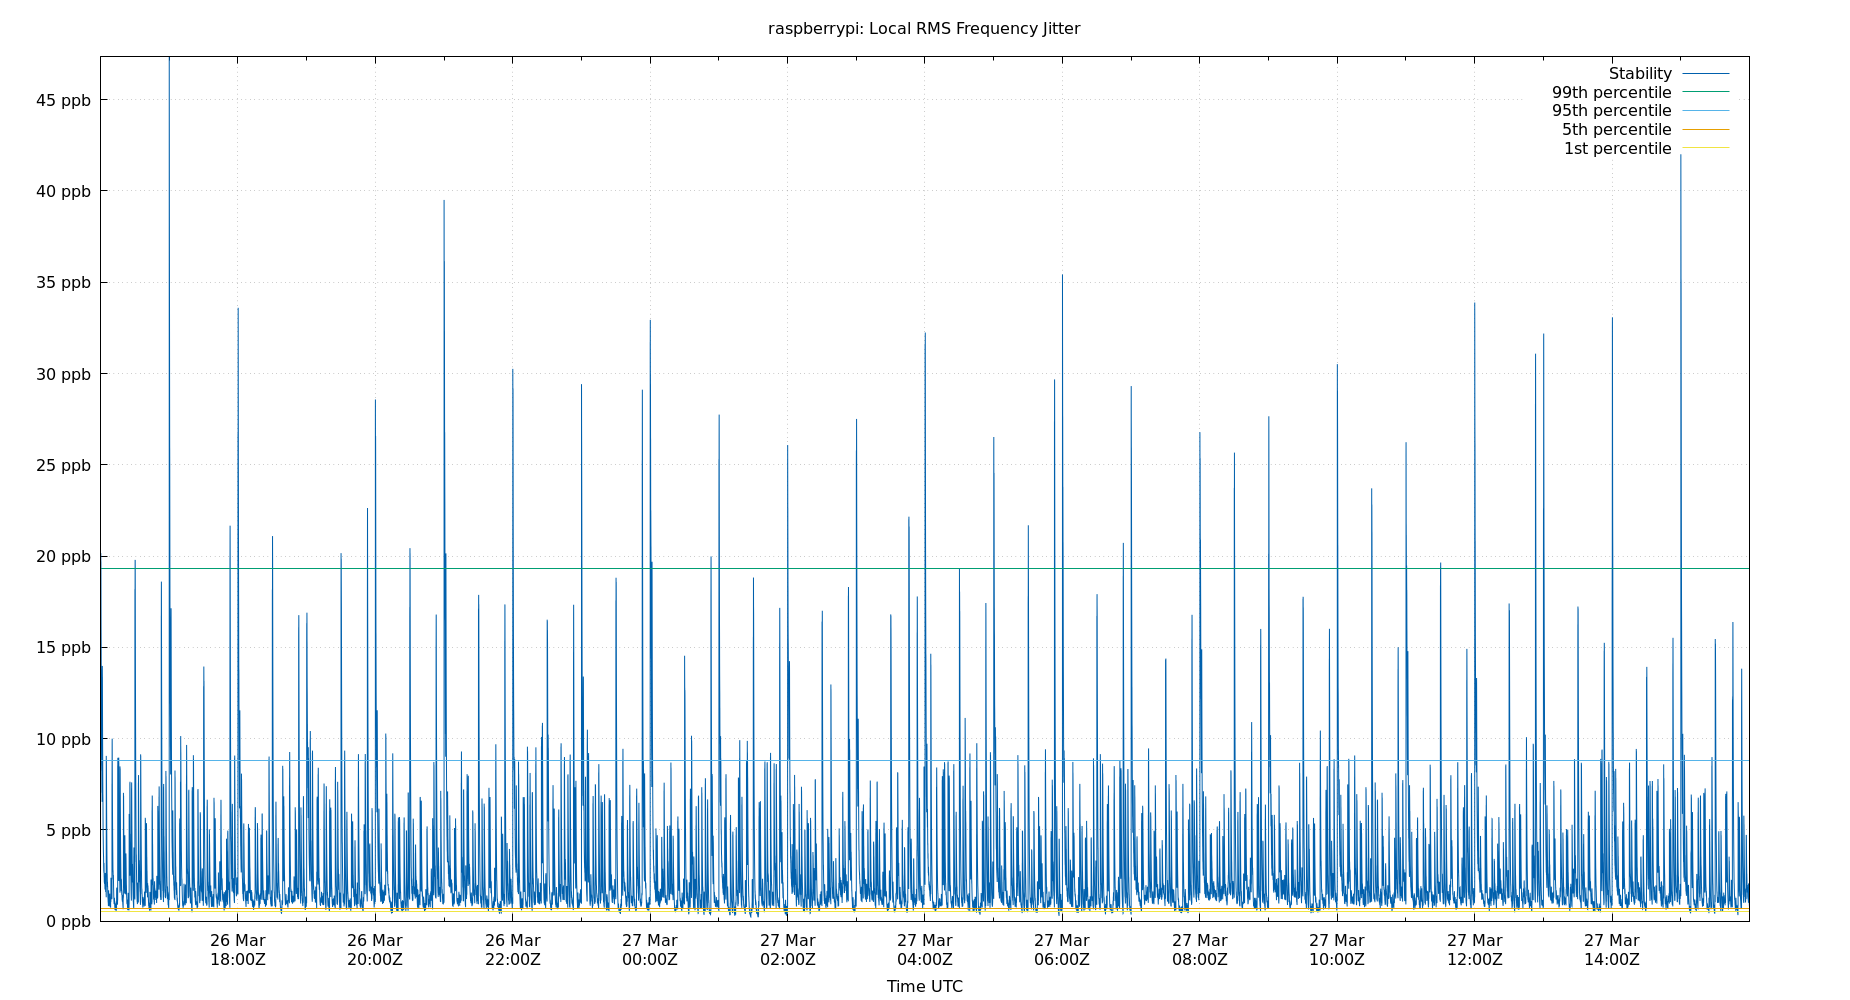 raspberrypi: Local RMS Frequency Jitter
Stability
99th percentile
95th percentile
5th percentile
1st percentile
45 ppb
40 ppb
35 ppb
30 ppb
25 ppb
20 ppb
15 ppb
10 ppb
5 ppb
0 ppb
26 Mar 26 Mar 26 Mar 27 Mar 27 Mar 27 Mar 27 Mar 27 Mar 27 Mar 27 Mar 27 Mar
18:00Z 20:00Z 22:00Z 00:00Z 02:00Z 04:00Z 06:00Z 08:00Z 10:00Z 12:00Z 14:00Z
Time UTC